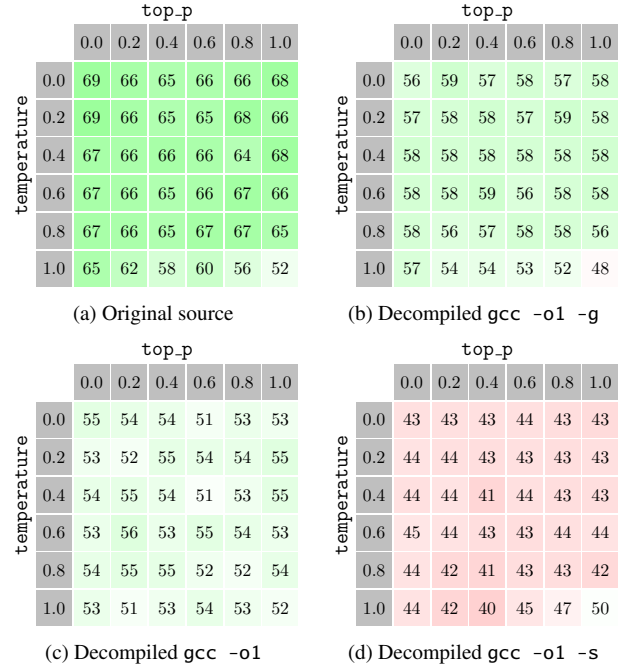 top_p
0.0 0.2 0.4 0.6 0.8 1.0
temperature
0.0 69 66 65 66 66 68
0.2 69 66 65 65 68 66
0.4 67 66 66 66 64 68
0.6 67 66 65 66 67 66
0.8 67 66 65 67 67 65
1.0 65 62 58 60 56 52
(a) Original source
top_p
0.0 0.2 0.4 0.6 0.8 1.0
temperature
0.0 56 59 57 58 57 58
0.2 57 58 58 57 59 58
0.4 58 58 58 58 58 58
0.6 58 58 59 56 58 58
0.8 58 56 57 58 58 56
1.0 57 54 54 53 52 48
(b) Decompiled gcc -o1 -g
top_p
0.0 0.2 0.4 0.6 0.8 1.0
temperature
0.0 55 54 54 51 53 53
0.2 53 52 55 54 54 55
0.4 54 55 54 51 53 55
0.6 53 56 53 55 54 53
0.8 54 55 55 52 52 54
1.0 53 51 53 54 53 52
(c) Decompiled gcc -o1
top_p
0.0 0.2 0.4 0.6 0.8 1.0
temperature
0.0 43 43 43 44 43 43
0.2 44 44 43 43 43 43
0.4 44 44 41 44 43 43
0.6 45 44 43 43 44 44
0.8 44 42 41 43 43 42
1.0 44 42 40 45 47 50
(d) Decompiled gcc -o1 -s